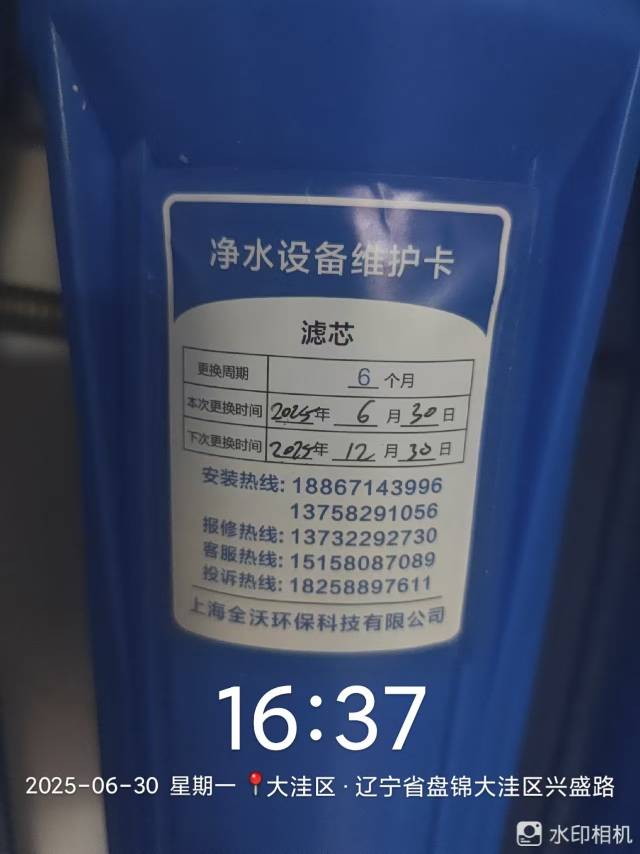 净水设备维护卡
滤芯
更换周期 6 个月
本次更换时间 2025年 6 月 30 日
下次更换时间 2025年 12 月 30 日
安装热线: 18867143996
13758291056
报修热线: 13732292730
客服热线: 15158087089
投诉热线: 18258897611
上海全沃环保科技有限公司
16:37
2025-06-30 星期一 📍大洼区 · 辽宁省盘锦大洼区兴盛路
水印相机